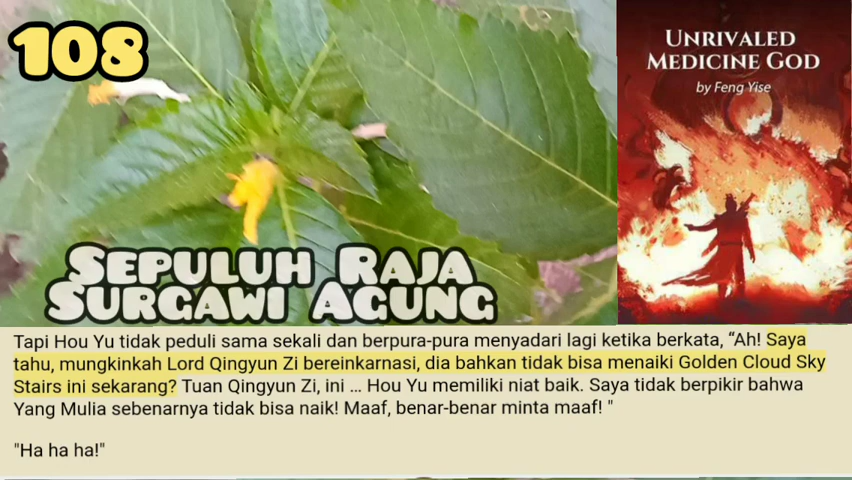 108
UNRIVALED
MEDICINE GOD
by Feng Yise
SEPULUH RAJA
SURGAWI AGUNG
Tapi Hou Yu tidak peduli sama sekali dan berpura-pura menyadari lagi ketika berkata, “Ah! Saya
tahu, mungkinkah Lord Qingyun Zi bereinkarnasi, dia bahkan tidak bisa menaiki Golden Cloud Sky
Stairs ini sekarang? Tuan Qingyun Zi, ini ... Hou Yu memiliki niat baik. Saya tidak berpikir bahwa
Yang Mulia sebenarnya tidak bisa naik! Maaf, benar-benar minta maaf! "
"Ha ha ha!"